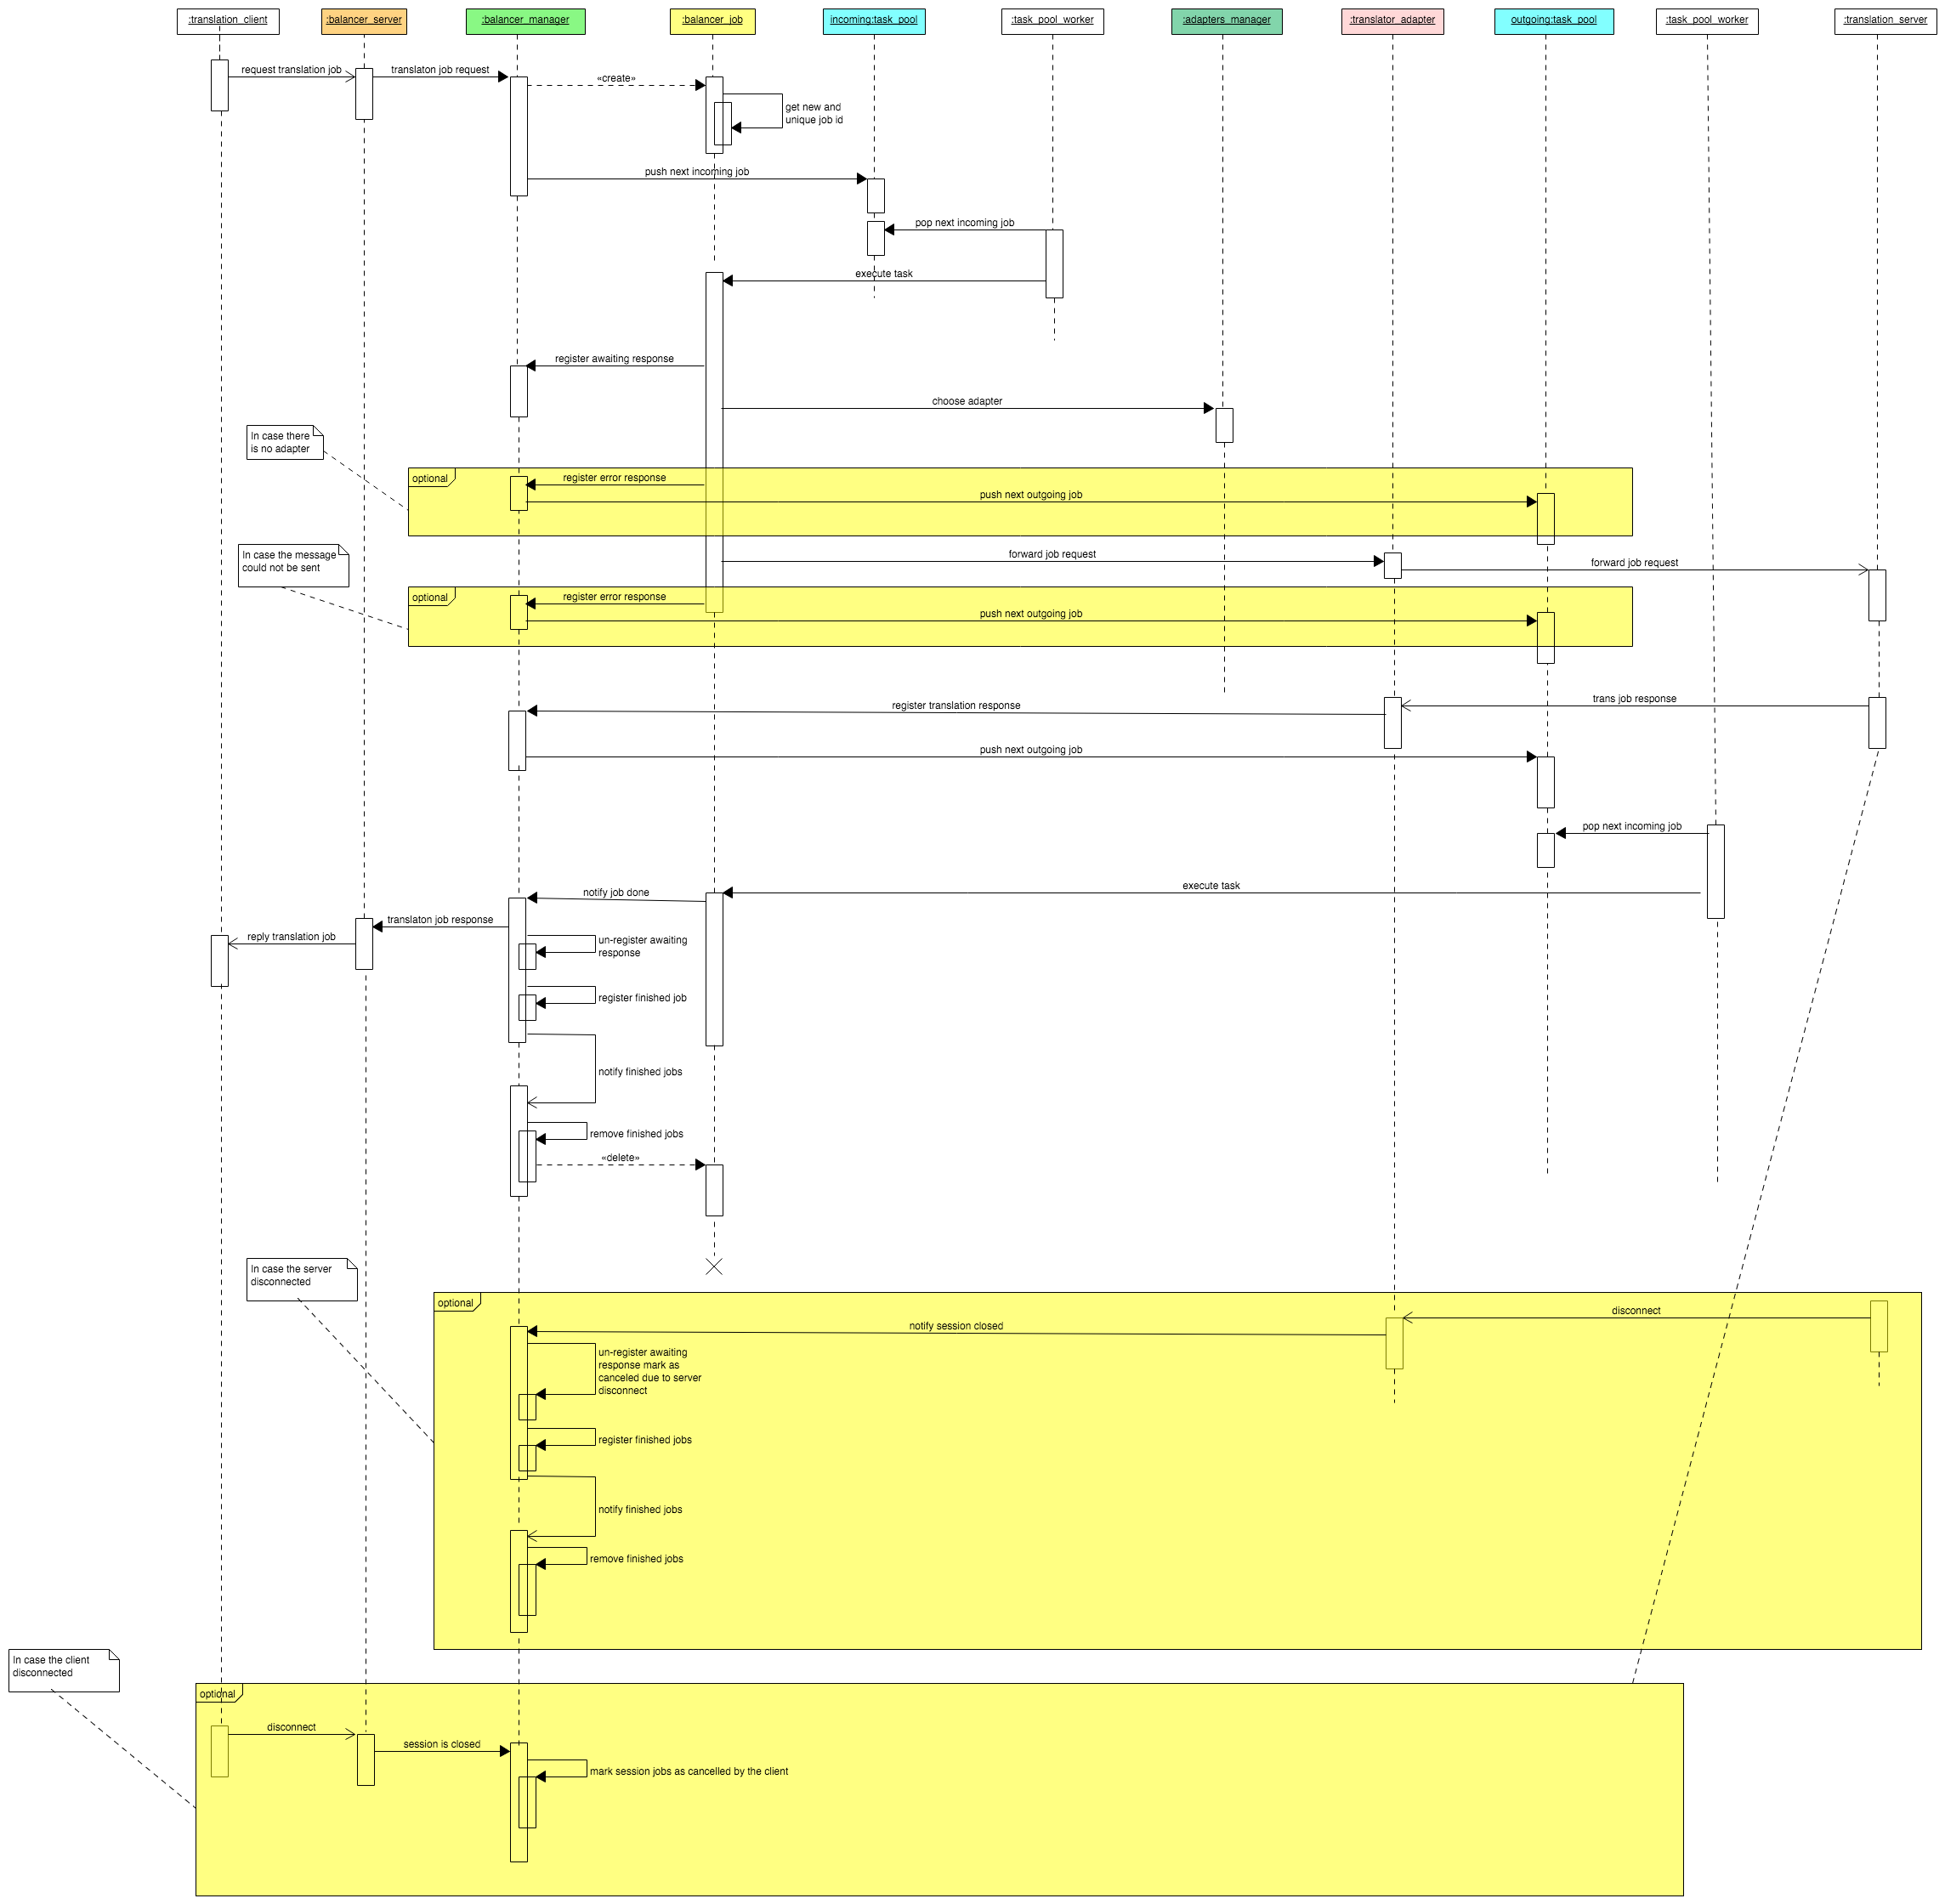 :translation_client
:balancer_server
:balancer_manager
:balancer_job
incoming:task_pool
:task_pool_worker
:adapters_manager
:translator_adapter
outgoing:task_pool
:task_pool_worker
:translation_server
request translation job
translaton job request
«create»
get new and
unique job id
push next incoming job
pop next incoming job
execute task
register awaiting response
choose adapter
In case there
is no adapter
optional
register error response
push next outgoing job
In case the message
could not be sent
forward job request
forward job request
optional
register error response
push next outgoing job
trans job response
register translation response
push next outgoing job
pop next incoming job
execute task
notify job done
translaton job response
reply translation job
un-register awaiting
response
register finished job
notify finished jobs
remove finished jobs
«delete»
In case the server
disconnected
optional
disconnect
notify session closed
un-register awaiting
response mark as
canceled due to server
disconnect
register finished jobs
notify finished jobs
remove finished jobs
In case the client
disconnected
optional
disconnect
session is closed
mark session jobs as cancelled by the client